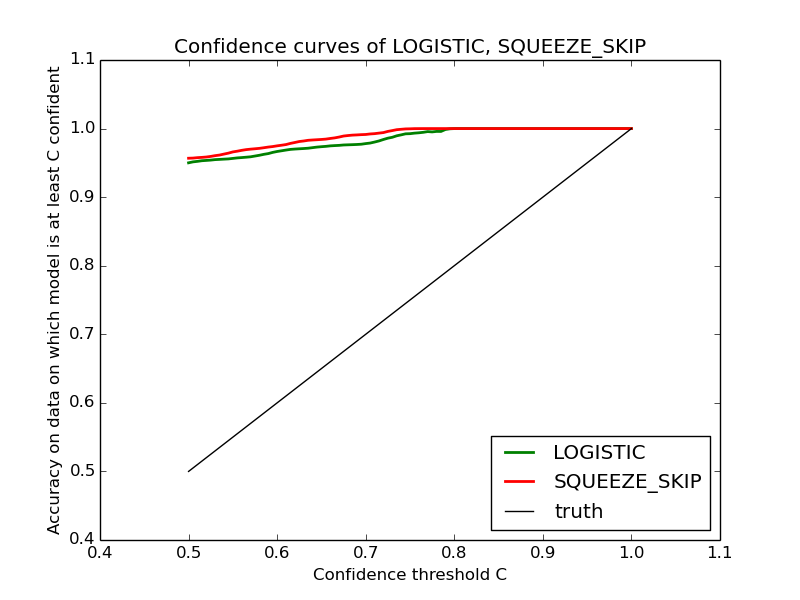 Confidence curves of LOGISTIC, SQUEEZE_SKIP
Accuracy on data on which model is at least C confident
1.1
1.0
0.9
0.8
0.7
0.6
0.5
0.4
0.4 0.5 0.6 0.7 0.8 0.9 1.0 1.1
Confidence threshold C
LOGISTIC
SQUEEZE_SKIP
truth